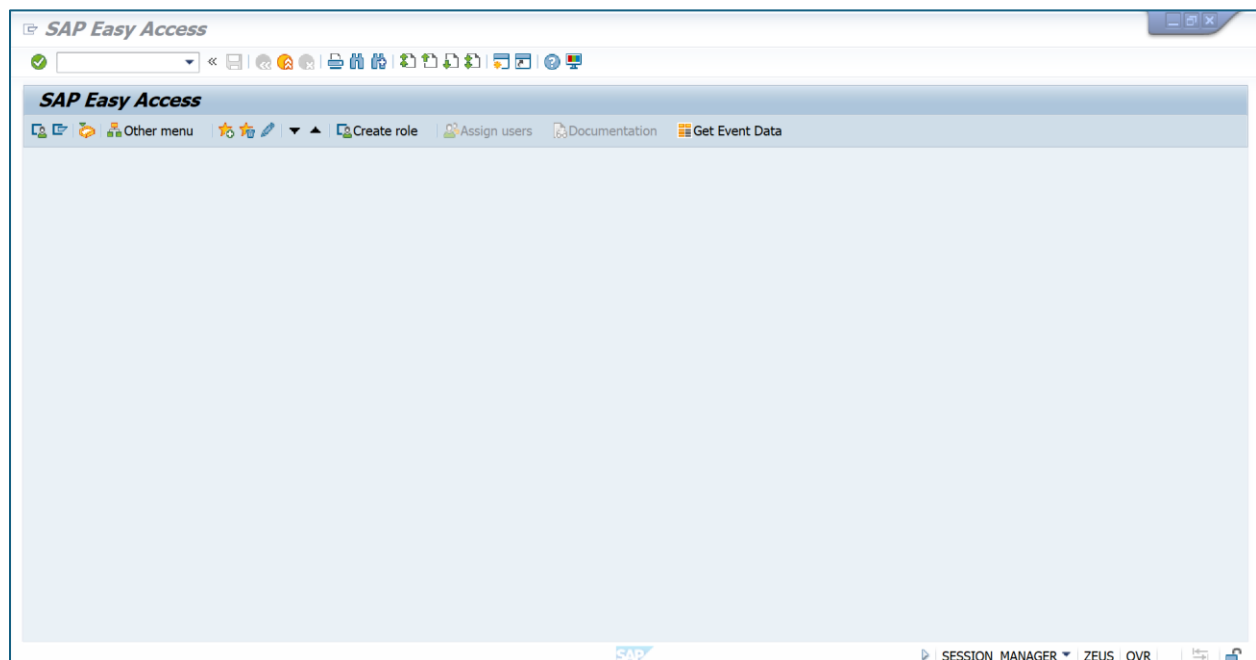 SAP Easy Access
SAP Easy Access
Other menu Create role Assign users Documentation Get Event Data
SAP SESSION_MANAGER ZEUS OVR